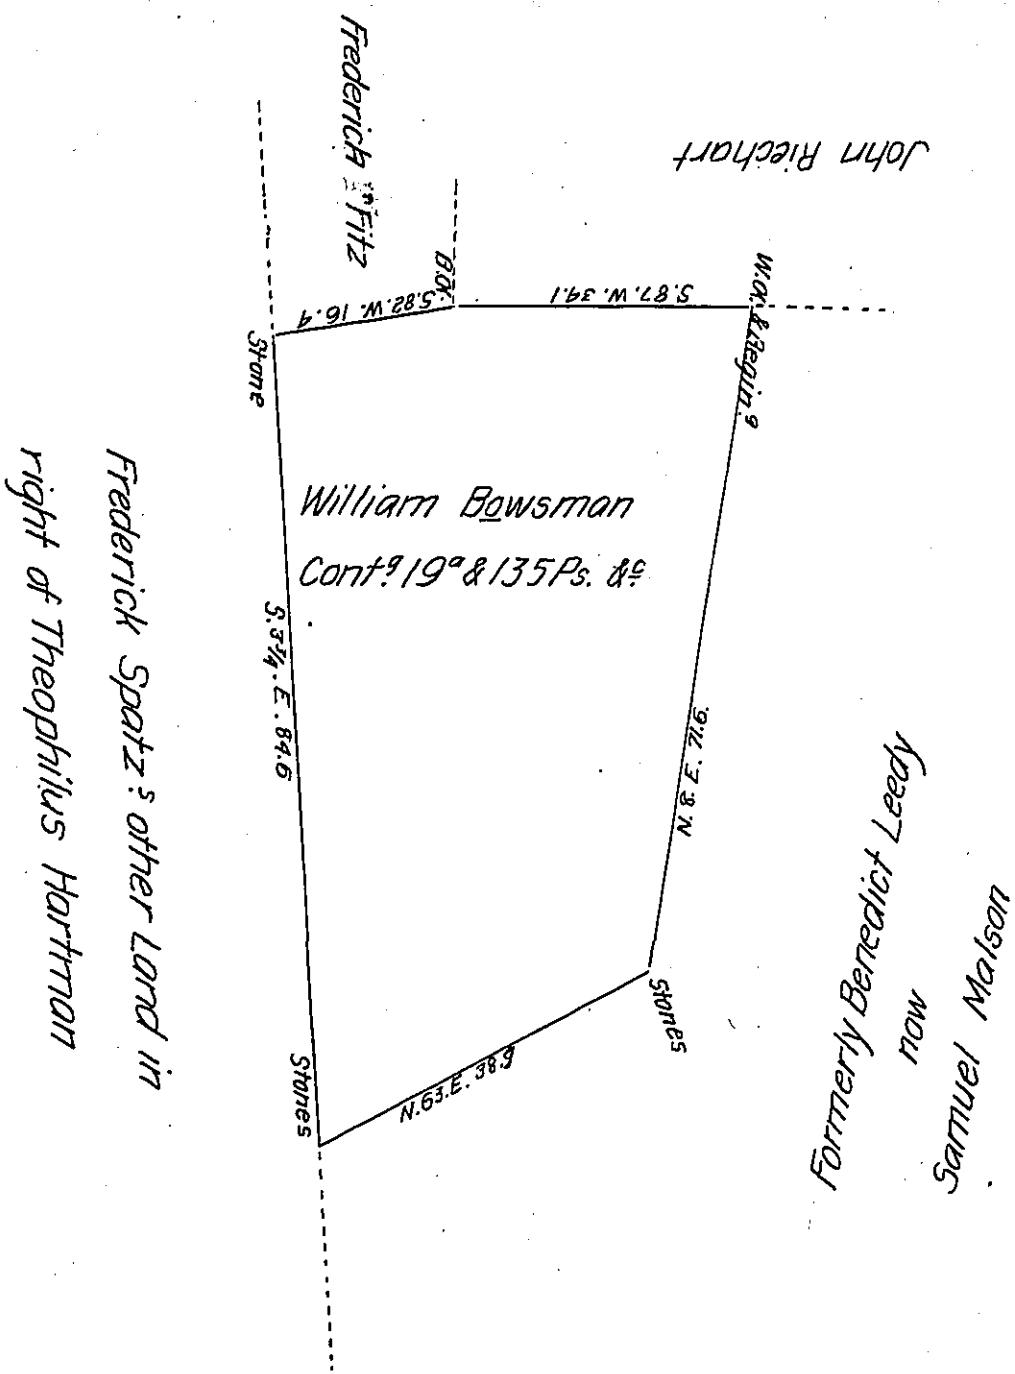 Frederick Fitz
John Riechart
W.O. & Begin.g
S. 87. W. 34.1
B.O.
S. 82. W. 16.4
Stone
William Bowsman
Cont.g 19a & 135 Ps. &c
S. 3¾. E. 84.6
N. 8. E. 71.6
Stones
N. 63. E. 38.9
Stones
Frederick Spatz.s other Land in
right of Theophilus Hartman
Formerly Benedict Leedy
now
Samuel Malson